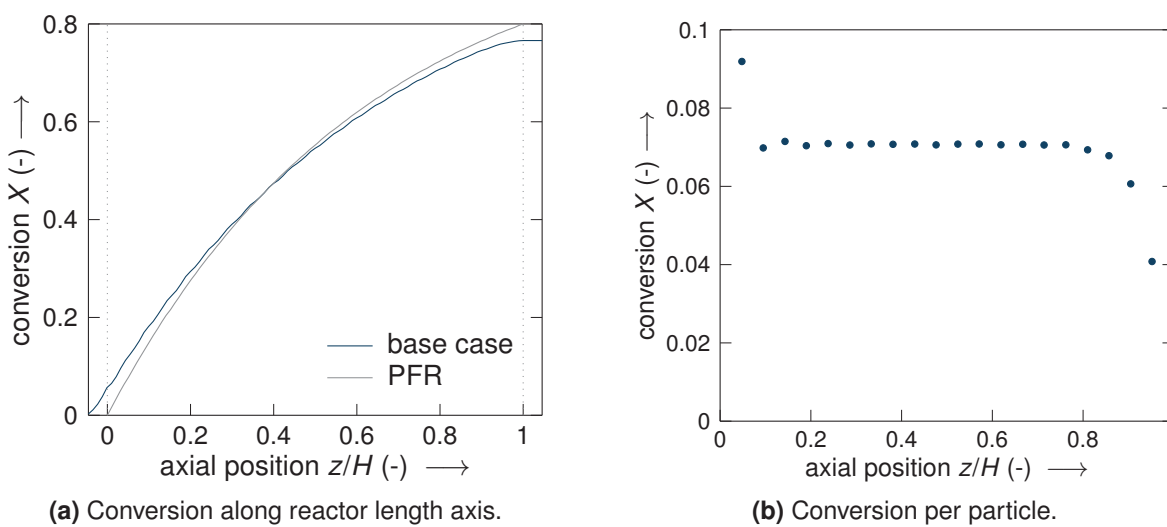 0.8
0.6
0.4
0.2
0
0 0.2 0.4 0.6 0.8 1
conversion X (-) ⟶
axial position z/H (-) ⟶
base case
PFR
(a) Conversion along reactor length axis.
0.1
0.08
0.06
0.04
0.02
0
0 0.2 0.4 0.6 0.8
conversion X (-) ⟶
axial position z/H (-) ⟶
(b) Conversion per particle.